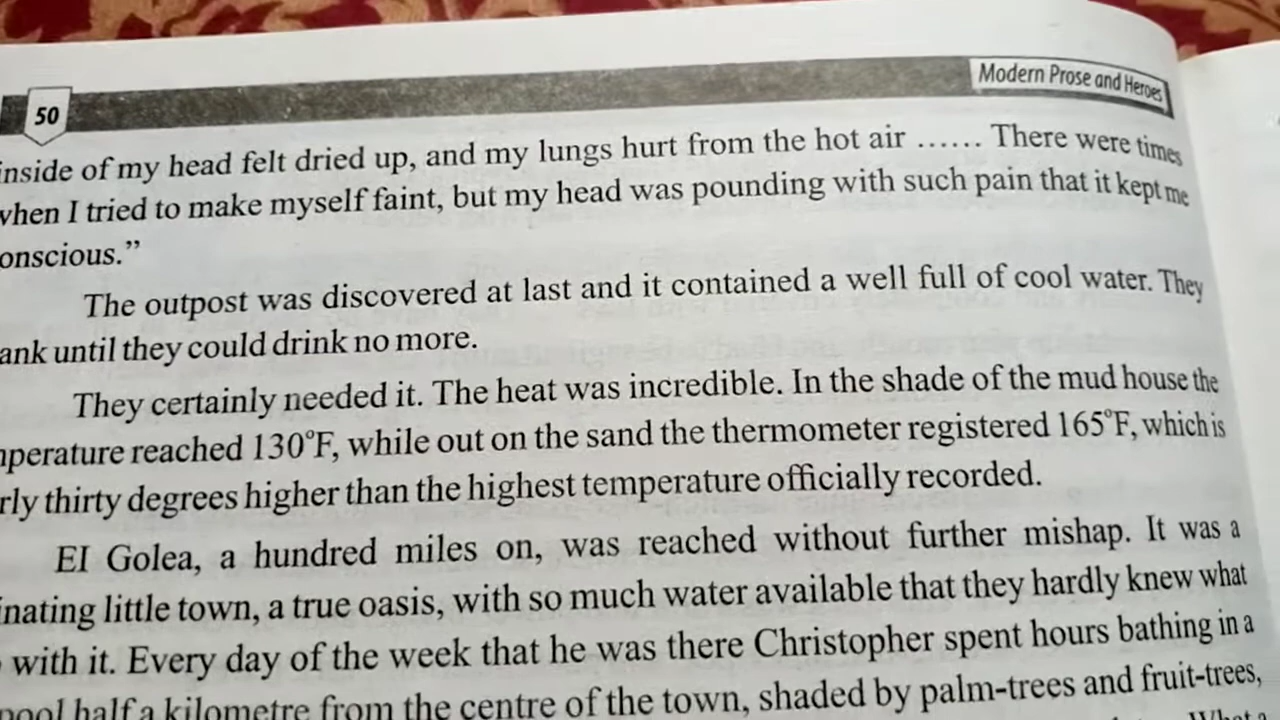 50
Modern Prose and Heroes
inside of my head felt dried up, and my lungs hurt from the hot air ...... There were times
when I tried to make myself faint, but my head was pounding with such pain that it kept me
onscious.”
The outpost was discovered at last and it contained a well full of cool water. They
ank until they could drink no more.
They certainly needed it. The heat was incredible. In the shade of the mud house the
mperature reached 130°F, while out on the sand the thermometer registered 165°F, which is
rly thirty degrees higher than the highest temperature officially recorded.
EI Golea, a hundred miles on, was reached without further mishap. It was a
inating little town, a true oasis, with so much water available that they hardly knew what
with it. Every day of the week that he was there Christopher spent hours bathing in a
pool half a kilometre from the centre of the town, shaded by palm-trees and fruit-trees,
What a